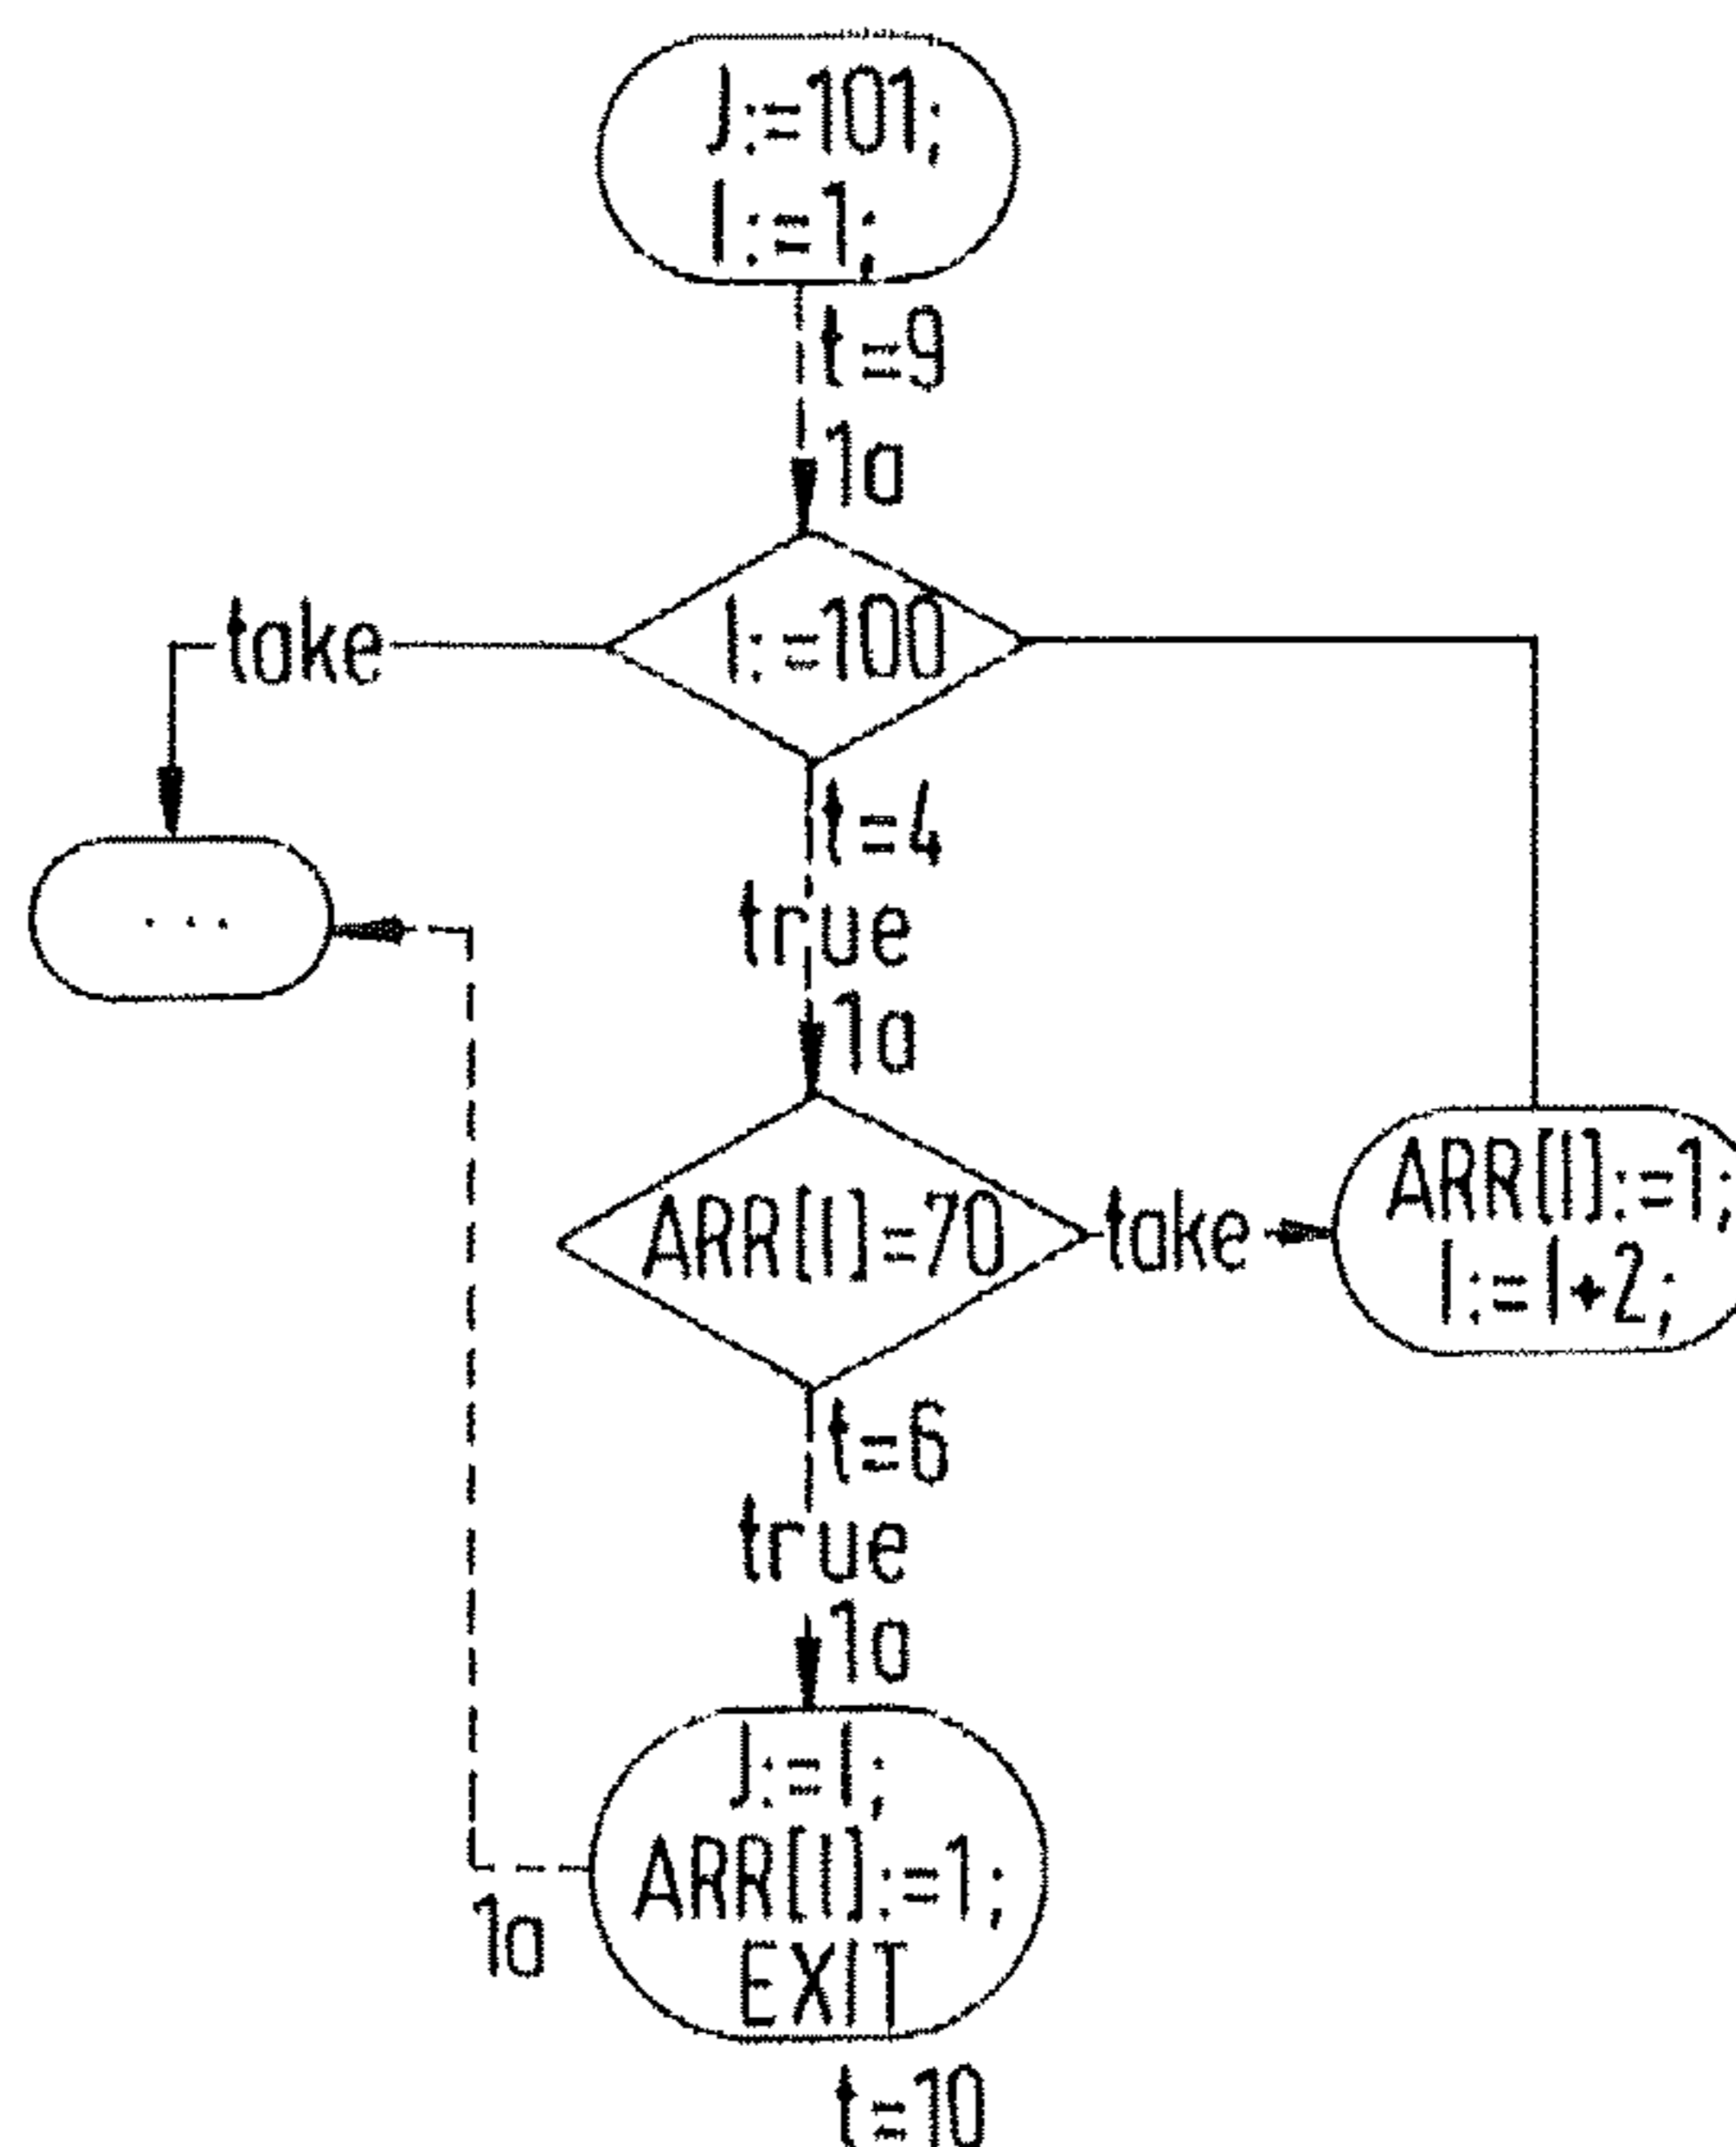 J:=101;
I:=1;
t=9
1a
I:=100
take
t=4
true
1a
...
ARR[I]=70
take
ARR[I]:=1;
I:=I+2;
t=6
true
1a
J:=I;
ARR[I]:=1;
EXIT
1a
t=10